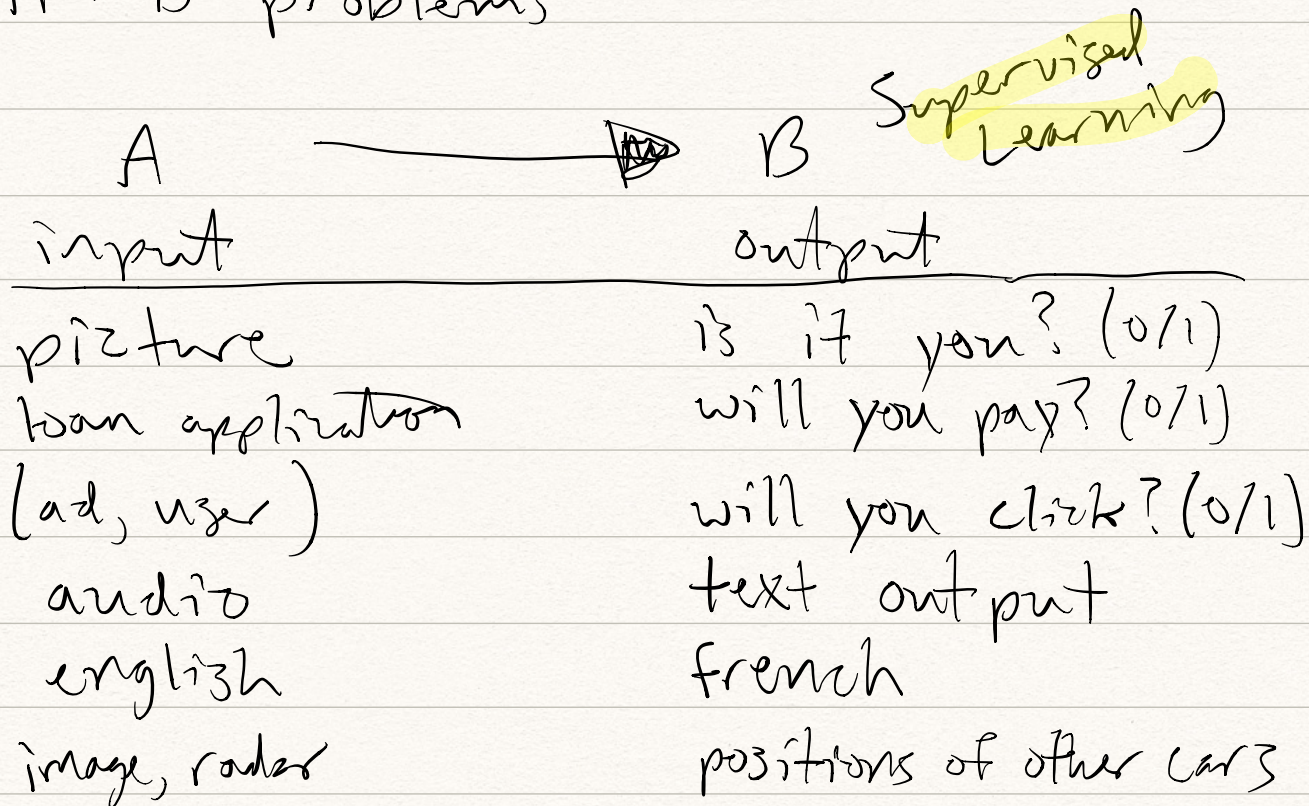 problems
Supervised
Learning
A B
input output
picture is it you? (0/1)
loan application will you pay? (0/1)
(ad, user) will you click? (0/1)
audio text output
english french
image, radar positions of other cars